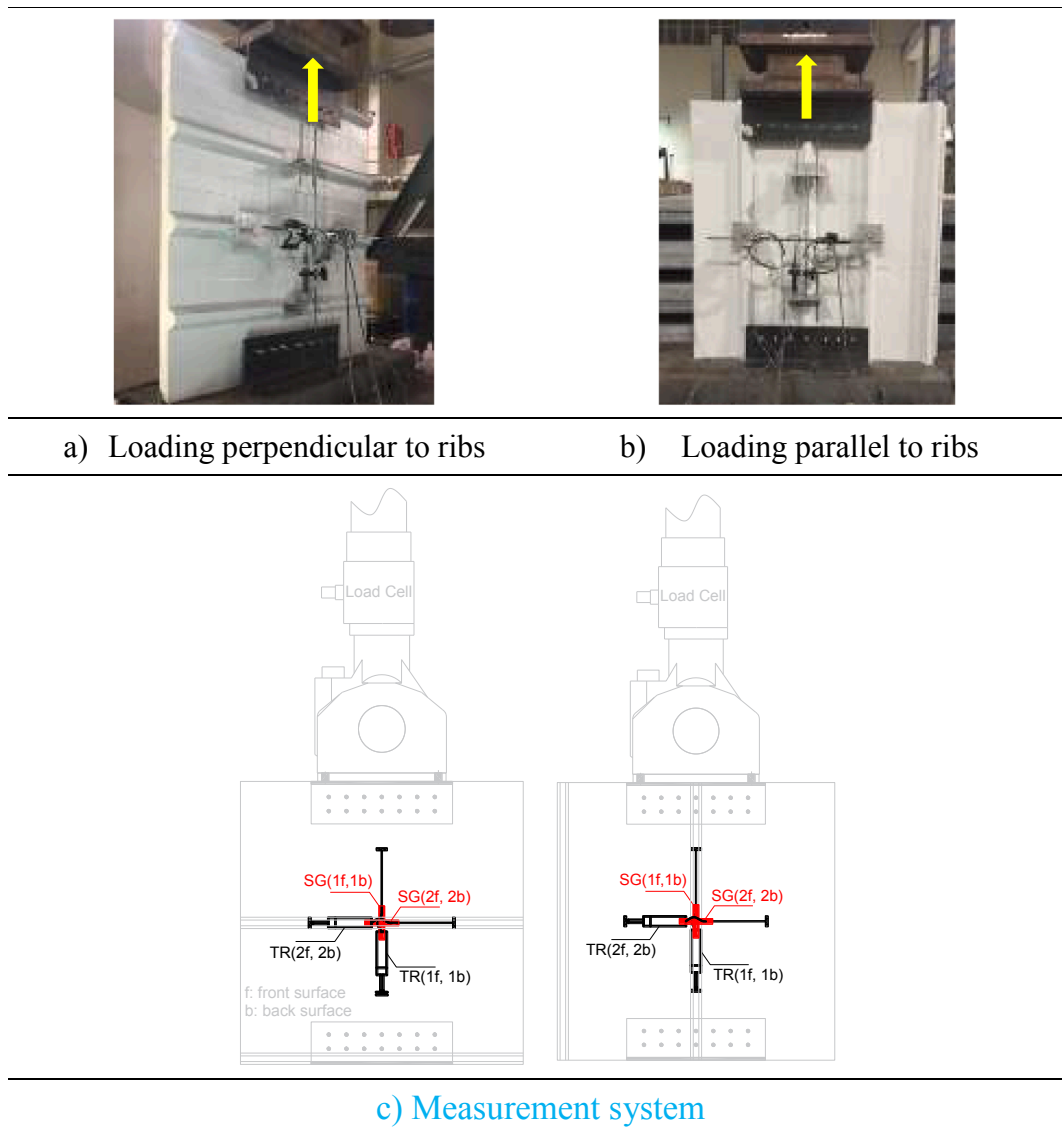 a) Loading perpendicular to ribs
b) Loading parallel to ribs
Load Cell
Load Cell
SG(1f,1b)
SG(2f, 2b)
TR(2f, 2b)
TR(1f, 1b)
f: front surface
b: back surface
SG(1f,1b)
SG(2f, 2b)
TR(2f, 2b)
TR(1f, 1b)
c) Measurement system